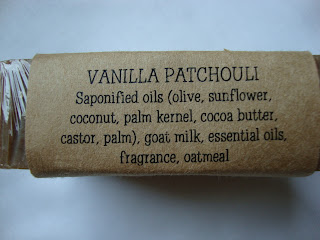 VANILLA PATCHOULI
Saponified oils (olive, sunflower,
coconut, palm kernel, cocoa butter,
castor, palm), goat milk, essential oils,
fragrance, oatmeal